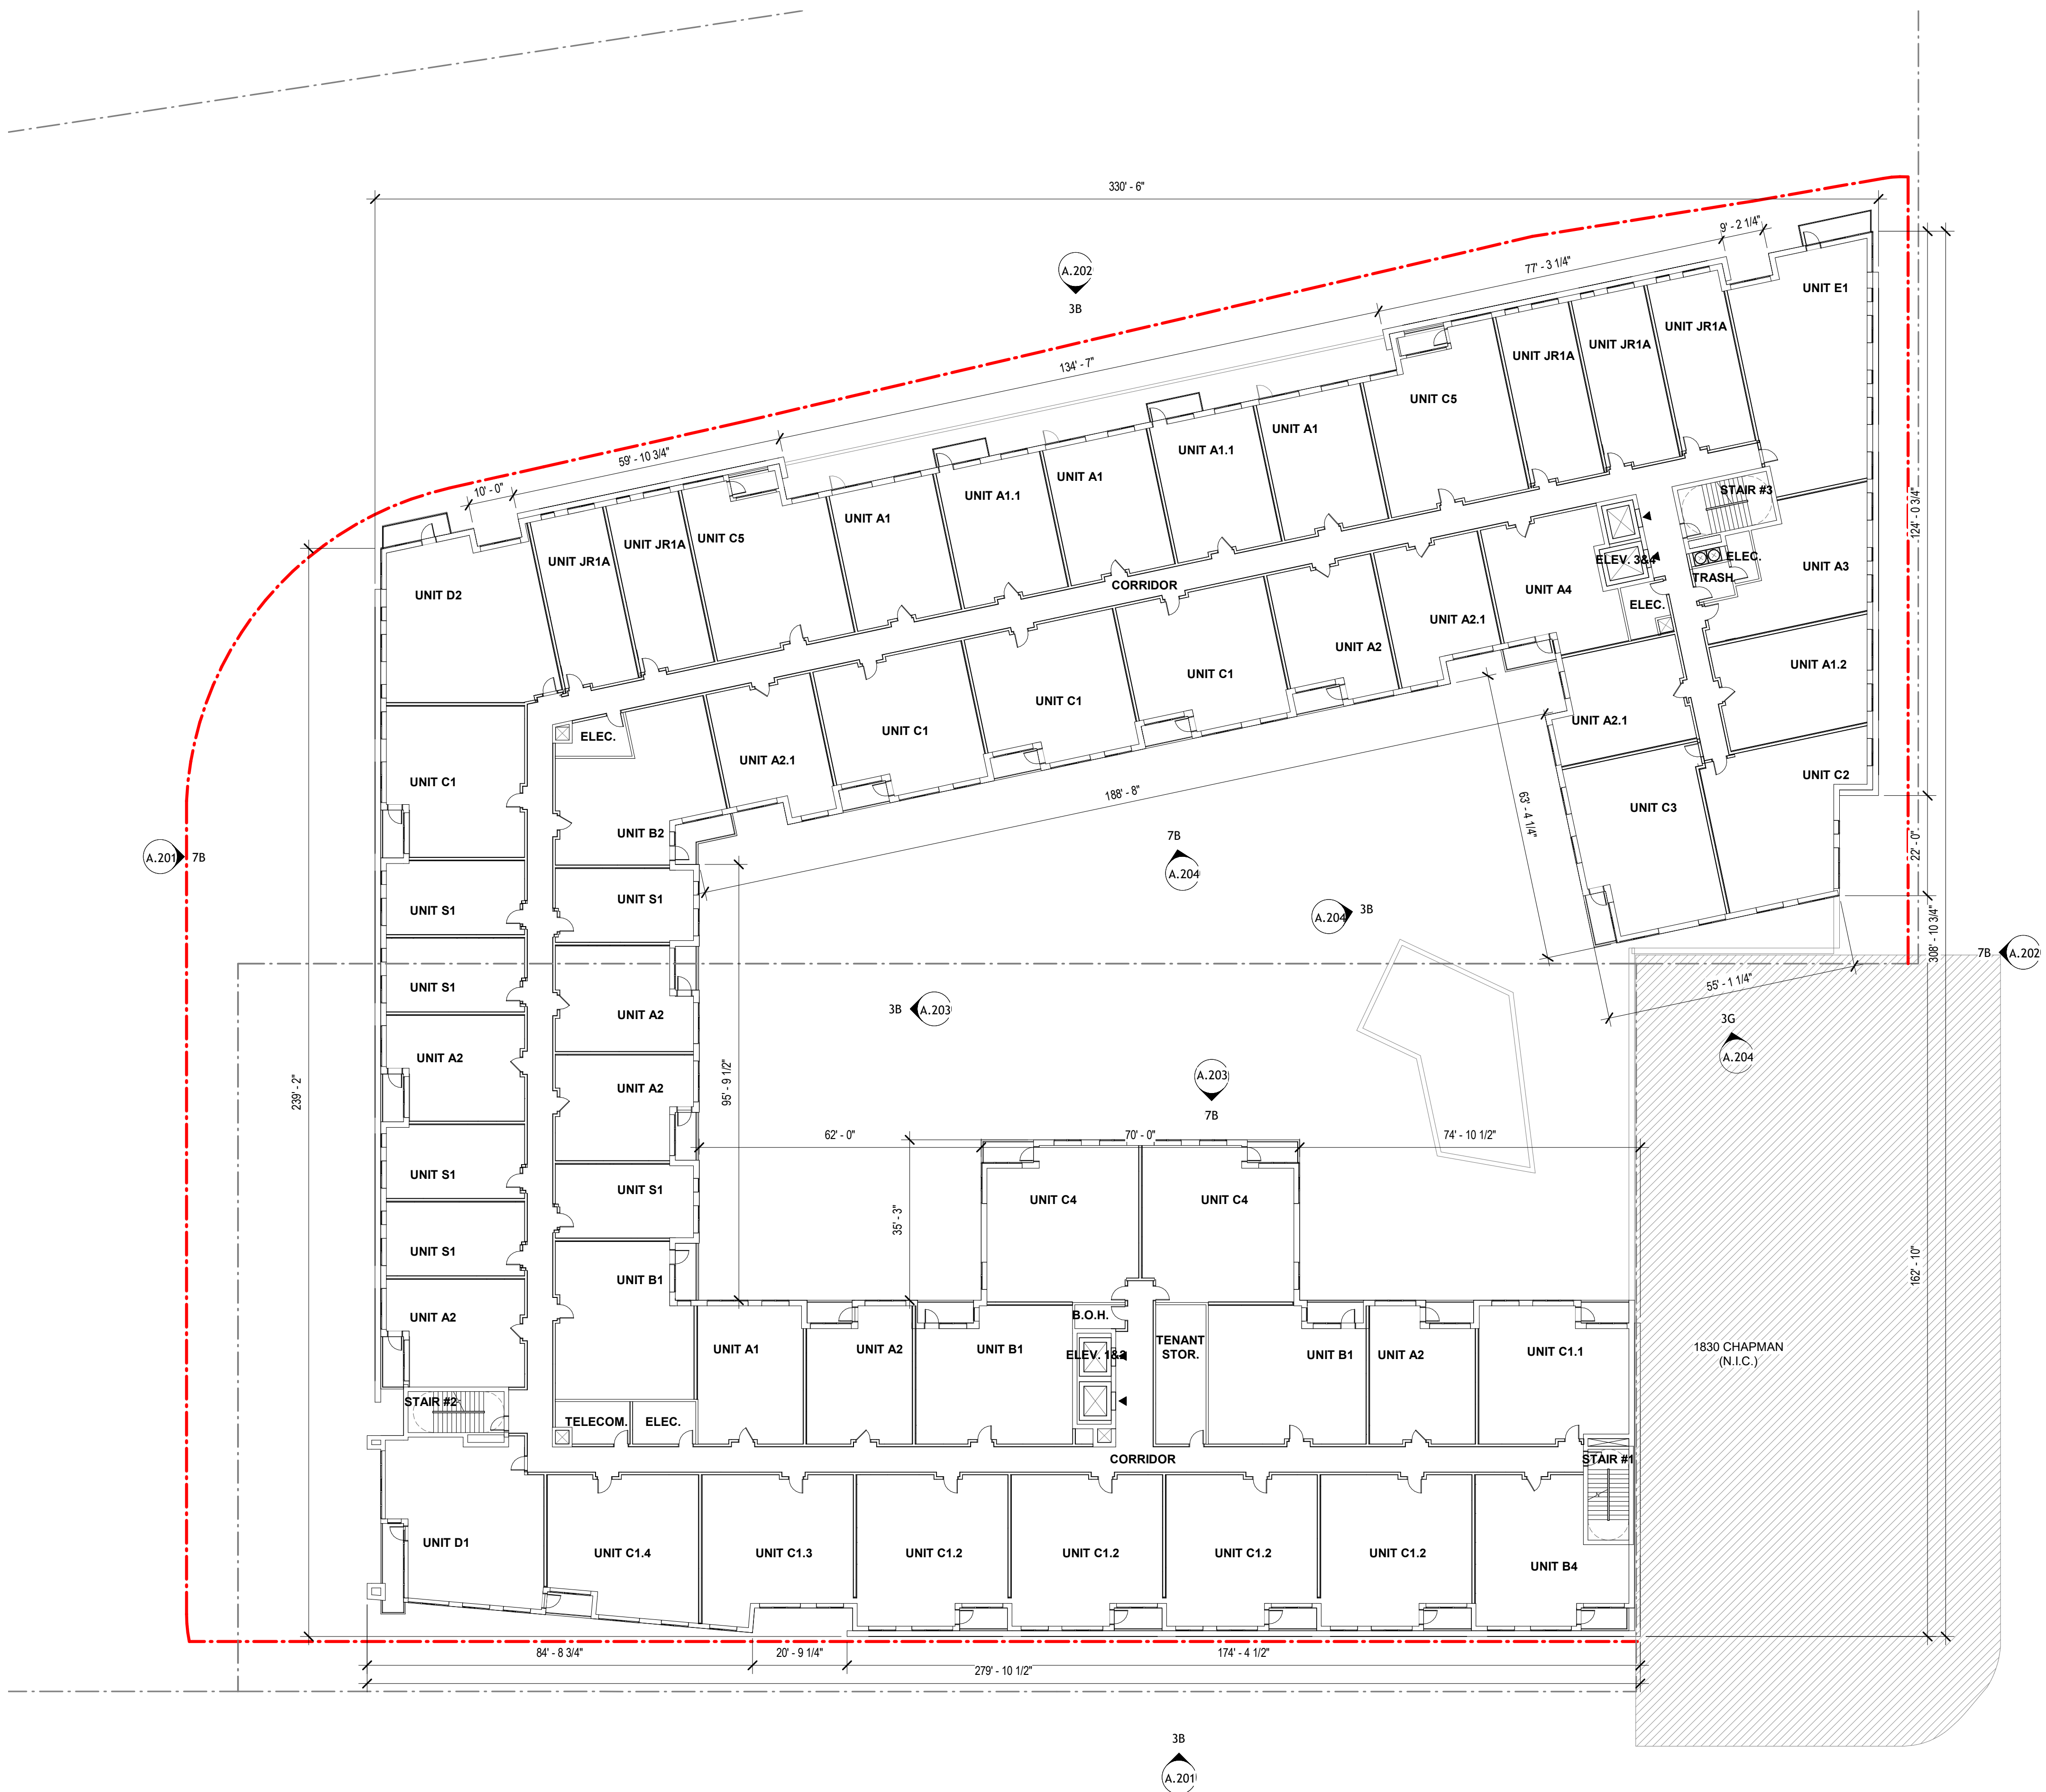 330' - 6"
9' - 2 1/4"
A.202
3B
77' - 3 1/4"
UNIT E1
UNIT JR1A
UNIT JR1A
UNIT JR1A
134' - 7"
UNIT C5
UNIT A1
UNIT A1.1
59' - 10 3/4"
UNIT A1
10' - 0"
UNIT A1.1
STAIR #3
124' - 0 3/4"
UNIT A1
UNIT C5
UNIT JR1A
UNIT JR1A
ELEV. 3&4
ELEC.
UNIT A3
TRASH.
CORRIDOR
UNIT A4
UNIT D2
ELEC.
UNIT A2.1
UNIT A2
UNIT A1.2
UNIT C1
UNIT C1
UNIT A2.1
UNIT C1
ELEC.
UNIT A2.1
UNIT C1
UNIT C2
188' - 8"
63' - 4 1/4"
UNIT C3
UNIT B2
7B
22' - 0"
A.201
7B
A.204
UNIT S1
UNIT S1
A.204
3B
308' - 10 3/4"
7B
A.202
UNIT S1
55' - 1 1/4"
3B
A.203
UNIT A2
3G
A.204
UNIT A2
A.203
7B
UNIT A2
95' - 9 1/2"
239' - 2"
62' - 0"
70' - 0"
74' - 10 1/2"
UNIT S1
UNIT S1
UNIT C4
UNIT C4
35' - 3"
UNIT S1
162' - 10"
UNIT B1
UNIT A2
B.O.H.
TENANT
STOR.
UNIT A1
UNIT A2
UNIT B1
ELEV. 1&2
UNIT B1
UNIT A2
UNIT C1.1
1830 CHAPMAN
(N.I.C.)
STAIR #2
TELECOM.
ELEC.
CORRIDOR
STAIR #1
UNIT D1
UNIT C1.4
UNIT C1.3
UNIT C1.2
UNIT C1.2
UNIT C1.2
UNIT C1.2
UNIT B4
84' - 8 3/4"
20' - 9 1/4"
174' - 4 1/2"
279' - 10 1/2"
3B
A.201